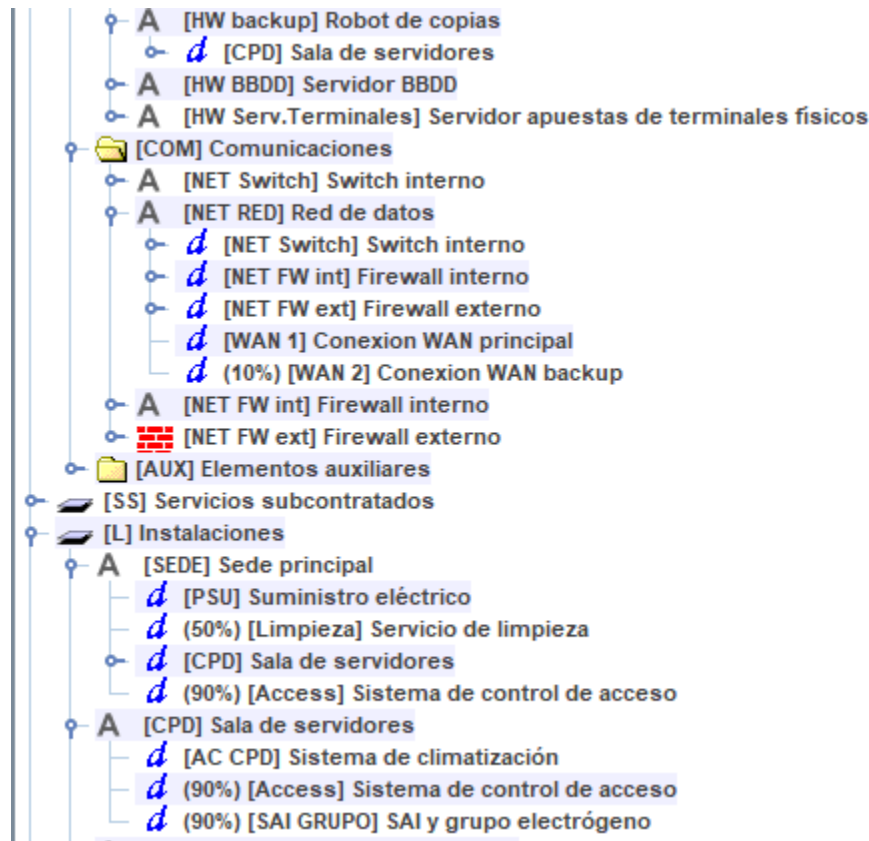 A [HW backup] Robot de copias
d [CPD] Sala de servidores
A [HW BBDD] Servidor BBDD
A [HW Serv.Terminales] Servidor apuestas de terminales fisicos
[COM] Comunicaciones
A [NET Switch] Switch interno
A [NET RED] Red de datos
d [NET Switch] Switch interno
d [NET FW int] Firewall interno
d [NET FW ext] Firewall externo
d [WAN 1] Conexion WAN principal
d (10%) [WAN 2] Conexion WAN backup
A [NET FW int] Firewall interno
[NET FW ext] Firewall externo
[AUX] Elementos auxiliares
[SS] Servicios subcontratados
[L] Instalaciones
A [SEDE] Sede principal
d [PSU] Suministro eléctrico
d (50%) [Limpieza] Servicio de limpieza
d [CPD] Sala de servidores
d (90%) [Access] Sistema de control de acceso
A [CPD] Sala de servidores
d [AC CPD] Sistema de climatización
d (90%) [Access] Sistema de control de acceso
d (90%) [SAI GRUPO] SAI y grupo electrógeno